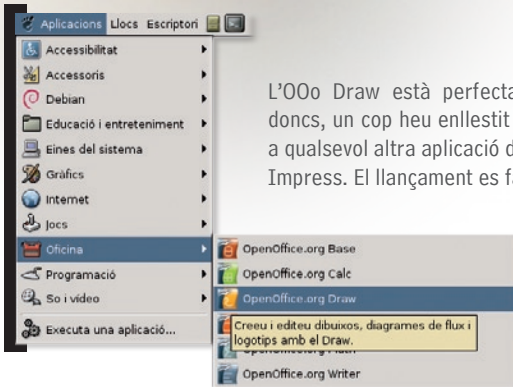 Aplicacions Llocs Escriptori
Accessibilitat
Accessoris
Debian
Educació i entreteniment
Eines del sistema
Gràfics
Internet
Jocs
Oficina
Programació
So i vídeo
Executa una aplicació...
L'OOo Draw està
doncs, un cop heu enllestit
a qualsevol altra aplicació
Impress. El llançament es
OpenOffice.org Base
OpenOffice.org Calc
OpenOffice.org Draw
Creeu i editeu dibuixos, diagrames de flux i
logotips amb el Draw.
OpenOffice.org Writer